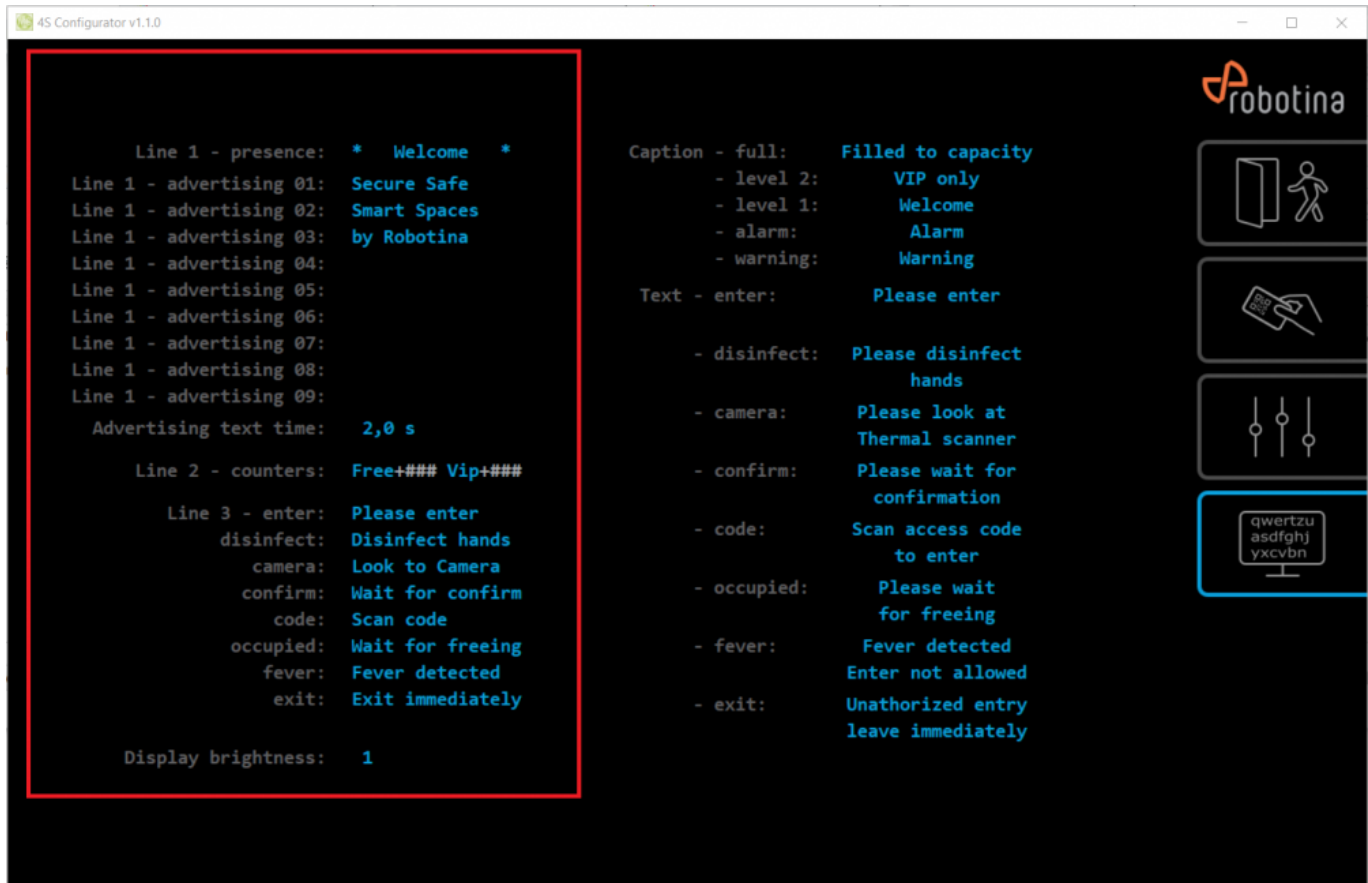 4S Configurator v1.1.0
robotina
Line 1 - presence: * Welcome *
Line 1 - advertising 01: Secure Safe
Line 1 - advertising 02: Smart Spaces
Line 1 - advertising 03: by Robotina
Line 1 - advertising 04:
Line 1 - advertising 05:
Line 1 - advertising 06:
Line 1 - advertising 07:
Line 1 - advertising 08:
Line 1 - advertising 09:
Advertising text time: 2,0 s
Line 2 - counters: Free+### Vip+###
Line 3 - enter: Please enter
disinfect: Disinfect hands
camera: Look to Camera
confirm: Wait for confirm
code: Scan code
occupied: Wait for freeing
fever: Fever detected
exit: Exit immediately
Display brightness: 1
Caption - full: Filled to capacity
- level 2: VIP only
- level 1: Welcome
- alarm: Alarm
- warning: Warning
Text - enter: Please enter
- disinfect: Please disinfect
hands
- camera: Please look at
Thermal scanner
- confirm: Please wait for
confirmation
- code: Scan access code
to enter
- occupied: Please wait
for freeing
- fever: Fever detected
Enter not allowed
- exit: Unathorized entry
leave immediately
qwertzu
asdfghj
yxcvbn